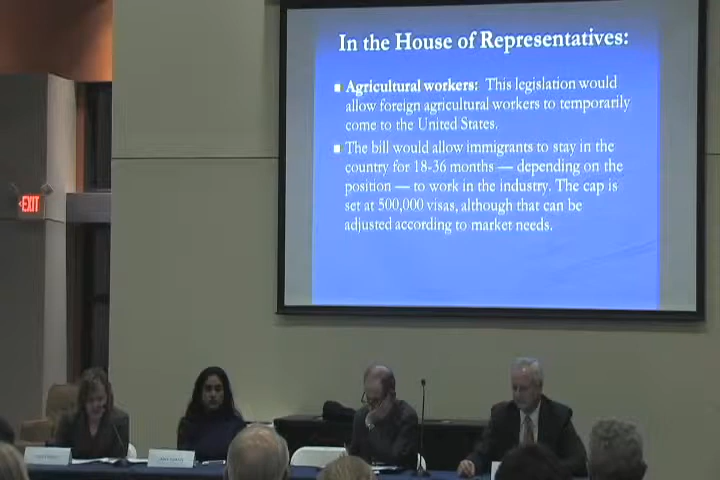 In the House of Representatives:
■ Agricultural workers: This legislation would
allow foreign agricultural workers to temporarily
come to the United States.
■ The bill would allow immigrants to stay in the
country for 18-36 months — depending on the
position — to work in the industry. The cap is
set at 500,000 visas, although that can be
adjusted according to market needs.
EXIT